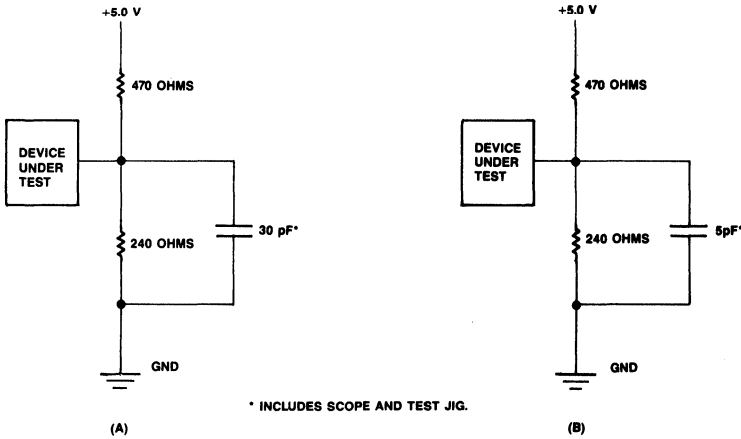 +5.0 V
470 OHMS
DEVICE
UNDER
TEST
240 OHMS
30 pF*
GND
(A)
+5.0 V
470 OHMS
DEVICE
UNDER
TEST
240 OHMS
5pF*
GND
(B)
* INCLUDES SCOPE AND TEST JIG.